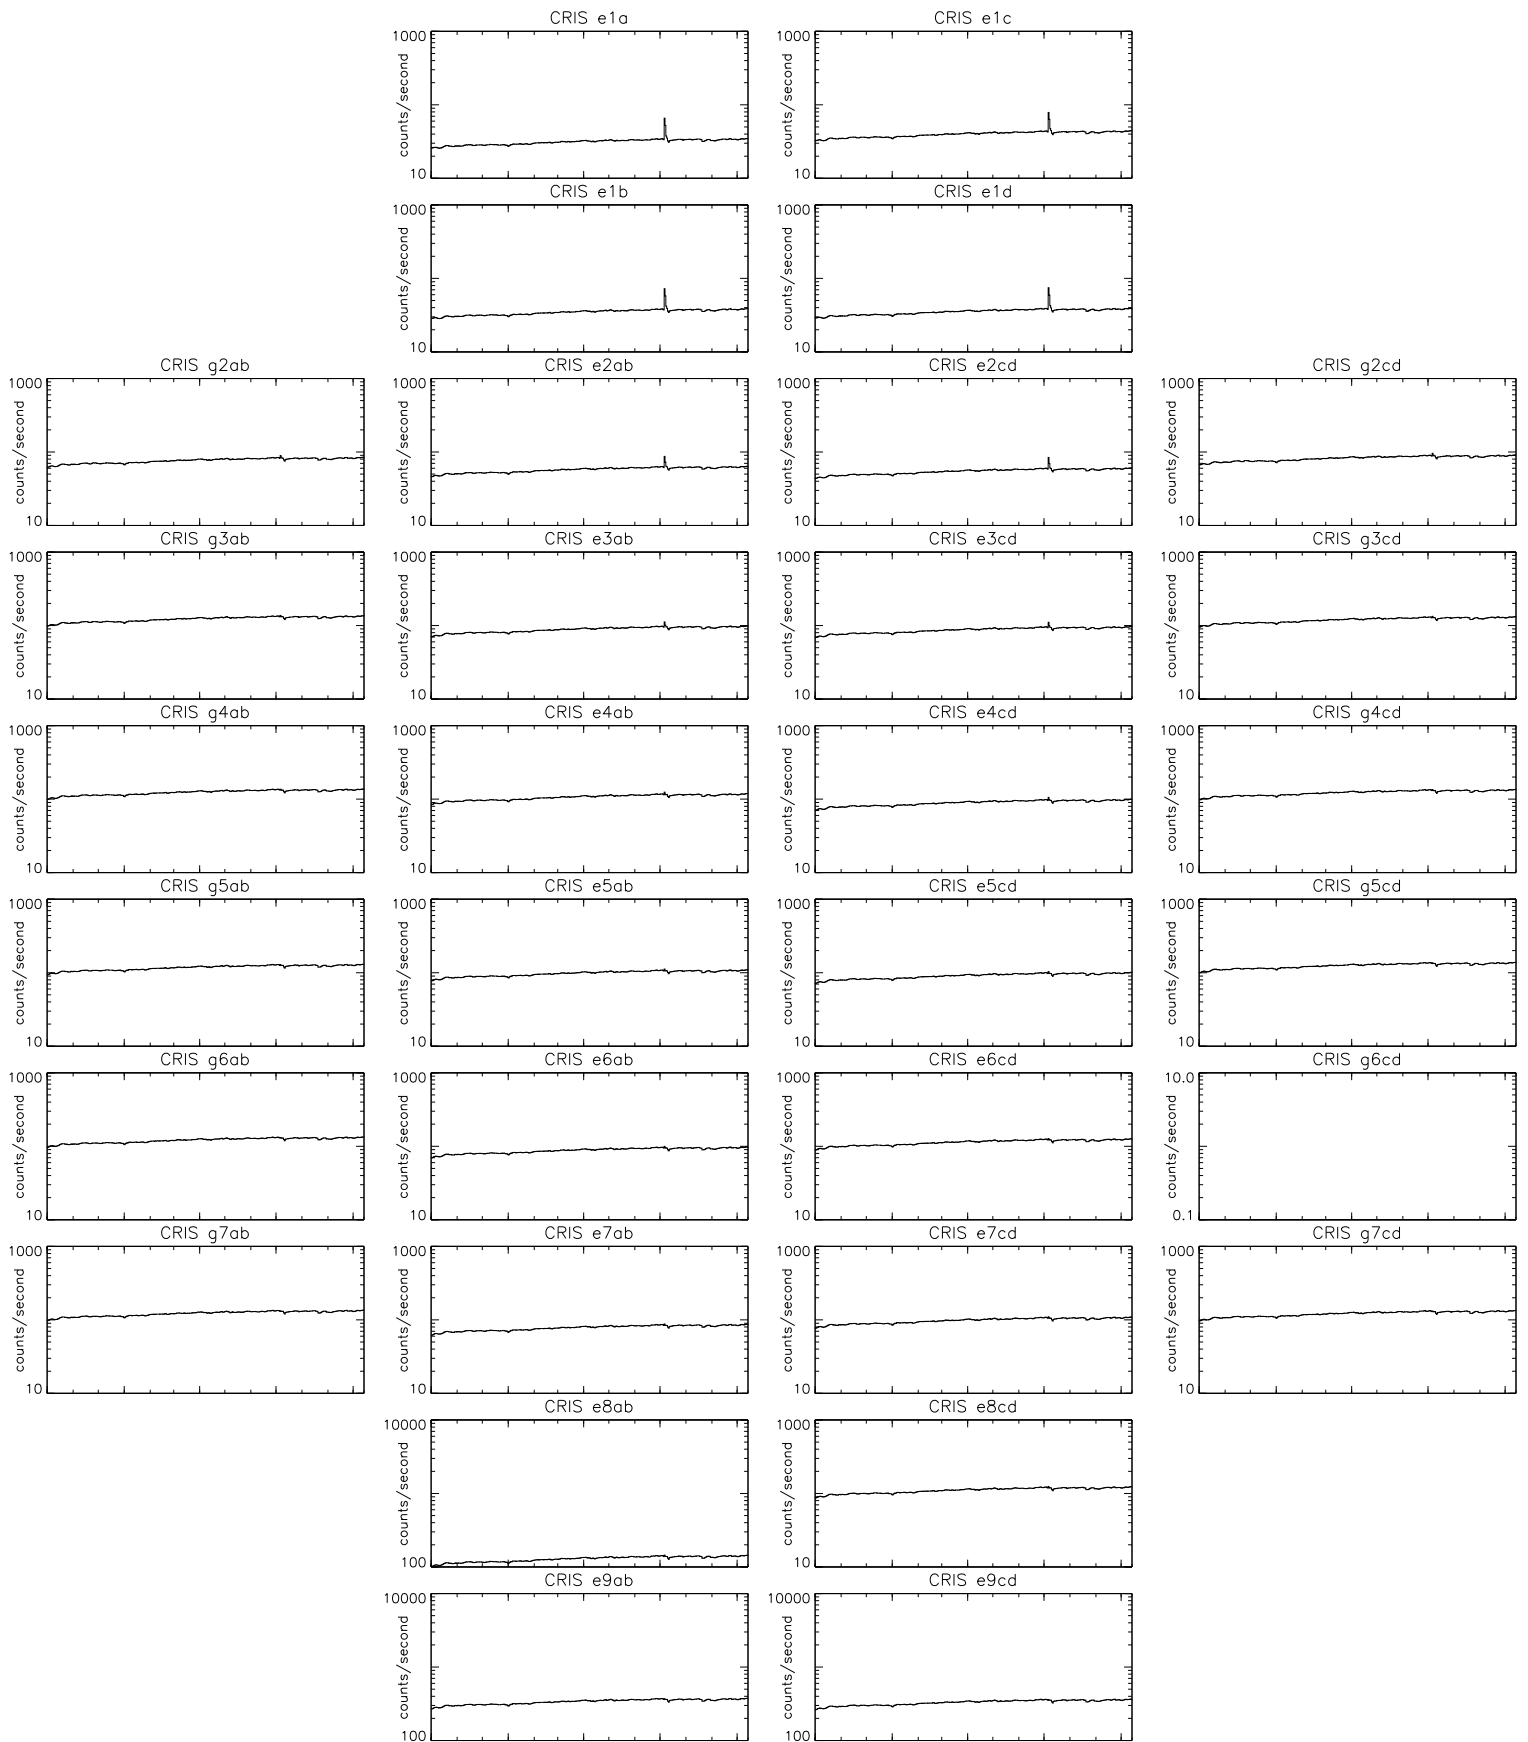 CRIS e1a
1000
counts/second
10
CRIS e1c
1000
counts/second
10
CRIS e1b
1000
counts/second
10
CRIS e1d
1000
counts/second
10
CRIS g2ab
1000
counts/second
10
CRIS e2ab
1000
counts/second
10
CRIS e2cd
1000
counts/second
10
CRIS g2cd
1000
counts/second
10
CRIS g3ab
1000
counts/second
10
CRIS e3ab
1000
counts/second
10
CRIS e3cd
1000
counts/second
10
CRIS g3cd
1000
counts/second
10
CRIS g4ab
1000
counts/second
10
CRIS e4ab
1000
counts/second
10
CRIS e4cd
1000
counts/second
10
CRIS g4cd
1000
counts/second
10
CRIS g5ab
1000
counts/second
10
CRIS e5ab
1000
counts/second
10
CRIS e5cd
1000
counts/second
10
CRIS g5cd
1000
counts/second
10
CRIS g6ab
1000
counts/second
10
CRIS e6ab
1000
counts/second
10
CRIS e6cd
1000
counts/second
10
CRIS g6cd
10.0
counts/second
0.1
CRIS g7ab
1000
counts/second
10
CRIS e7ab
1000
counts/second
10
CRIS e7cd
1000
counts/second
10
CRIS g7cd
1000
counts/second
10
CRIS e8ab
10000
counts/second
100
CRIS e8cd
1000
counts/second
10
CRIS e9ab
10000
counts/second
100
CRIS e9cd
10000
counts/second
100